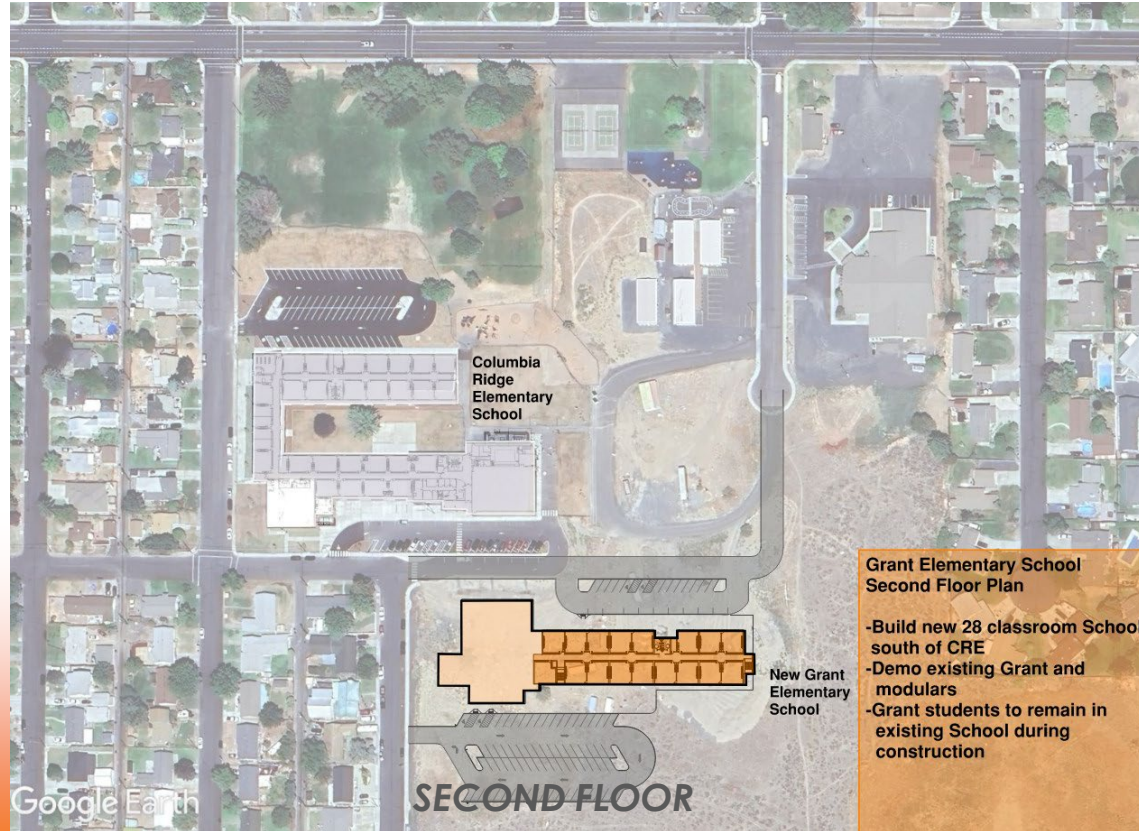 Columbia
Ridge
Elementary
School
Grant Elementary School
Second Floor Plan
-Build new 28 classroom School
south of CRE
-Demo existing Grant and
modulars
-Grant students to remain in
existing School during
construction
New Grant
Elementary
School
SECOND FLOOR
Google Earth